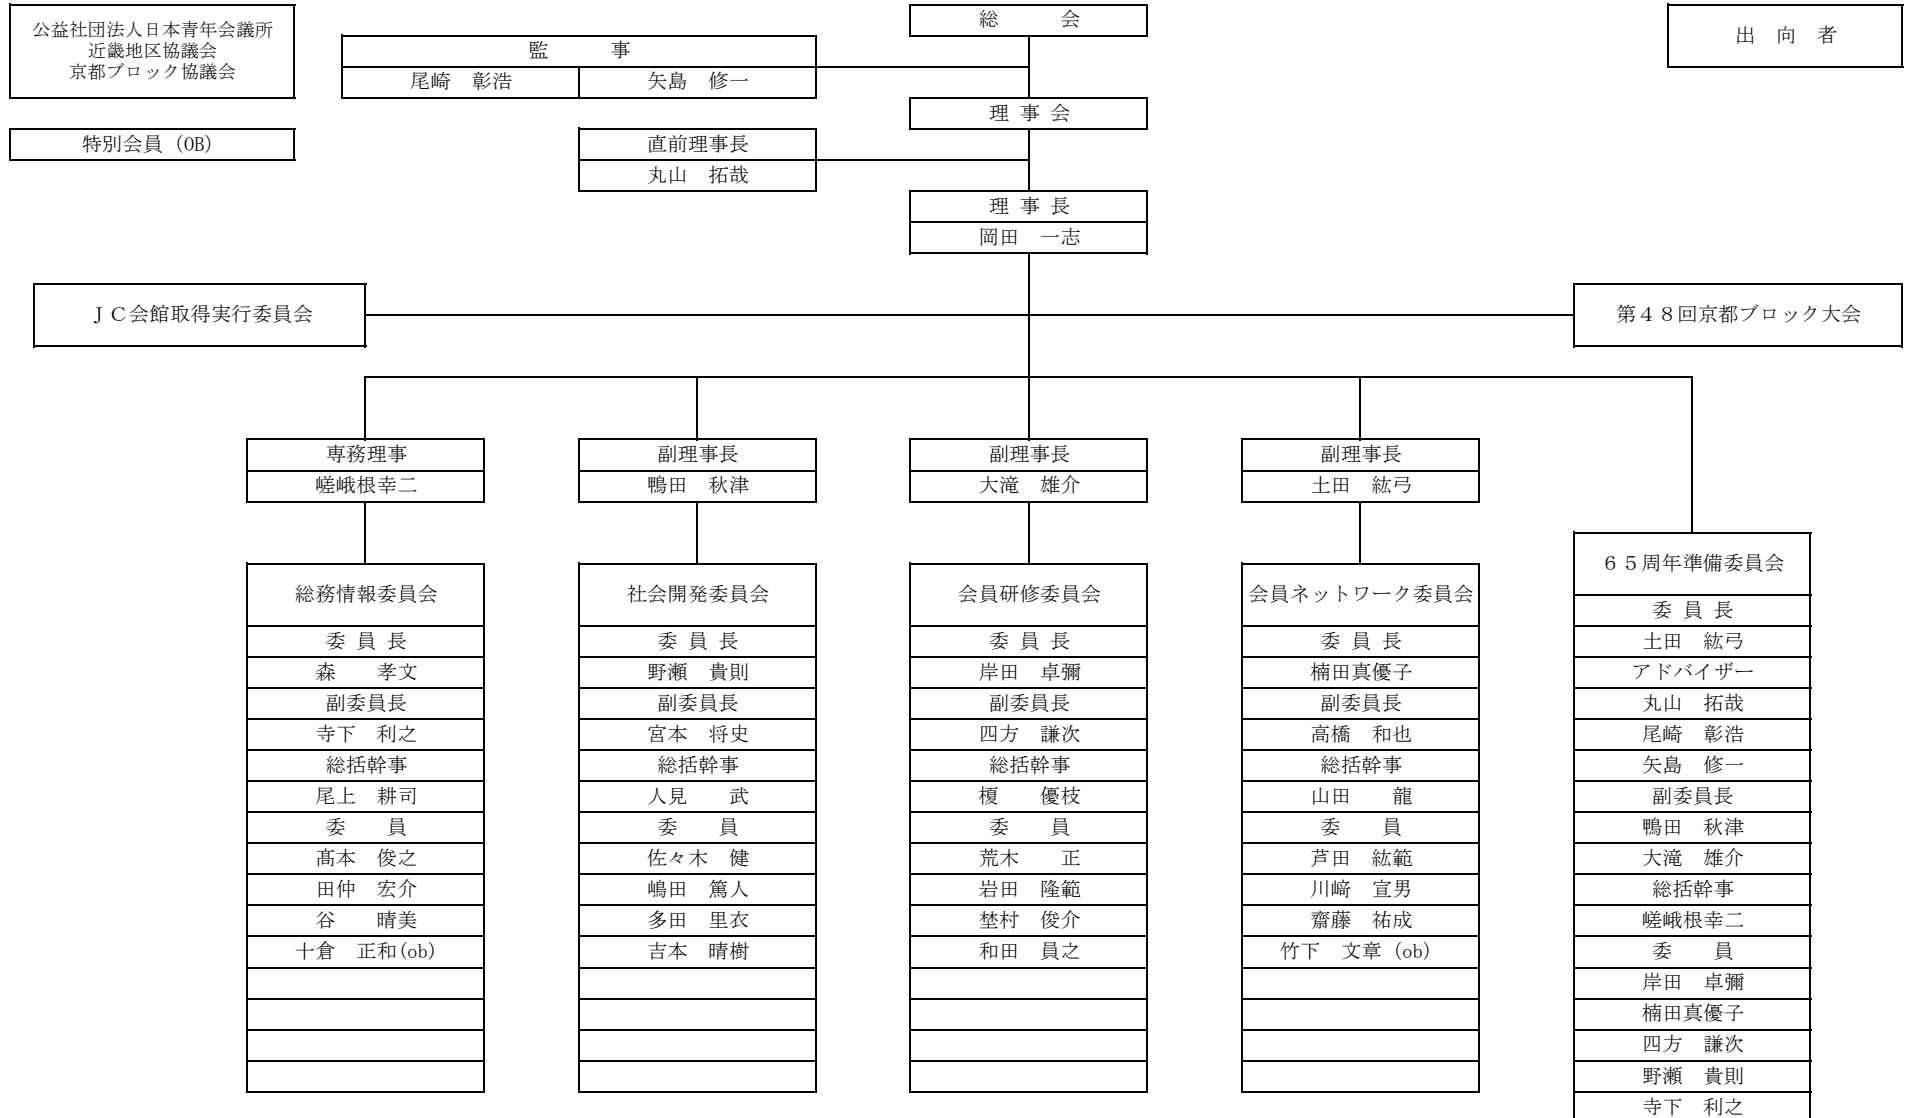 公益社団法人日本青年会議所
近畿地区協議会
京都ブロック協議会
特別会員 (OB)
総　　　会
監　　　事
尾崎　彰浩
矢島　修一
理 事 会
直前理事長
丸山　拓哉
理 事 長
岡田　一志
出　向　者
ＪＣ会館取得実行委員会
第４８回京都ブロック大会
専務理事
嵯峨根幸二
総務情報委員会
委 員 長
森　　孝文
副委員長
寺下　利之
総括幹事
尾上　耕司
委　　員
髙本　俊之
田仲　宏介
谷　　晴美
十倉　正和(ob)
副理事長
鴨田　秋津
社会開発委員会
委 員 長
野瀬　貴則
副委員長
宮本　将史
総括幹事
人見　　武
委　　員
佐々木　健
嶋田　篤人
多田　里衣
吉本　晴樹
副理事長
大滝　雄介
会員研修委員会
委 員 長
岸田　卓彌
副委員長
四方　謙次
総括幹事
榎　　優枝
委　　員
荒木　　正
岩田　隆範
埜村　俊介
和田　員之
副理事長
土田　紘弓
会員ネットワーク委員会
委 員 長
楠田真優子
副委員長
高橋　和也
総括幹事
山田　　龍
委　　員
芦田　紘範
川﨑　宣男
齋藤　祐成
竹下　文章 (ob)
６５周年準備委員会
委 員 長
土田　紘弓
アドバイザー
丸山　拓哉
尾崎　彰浩
矢島　修一
副委員長
鴨田　秋津
大滝　雄介
総括幹事
嵯峨根幸二
委　　員
岸田　卓彌
楠田真優子
四方　謙次
野瀬　貴則
寺下　利之